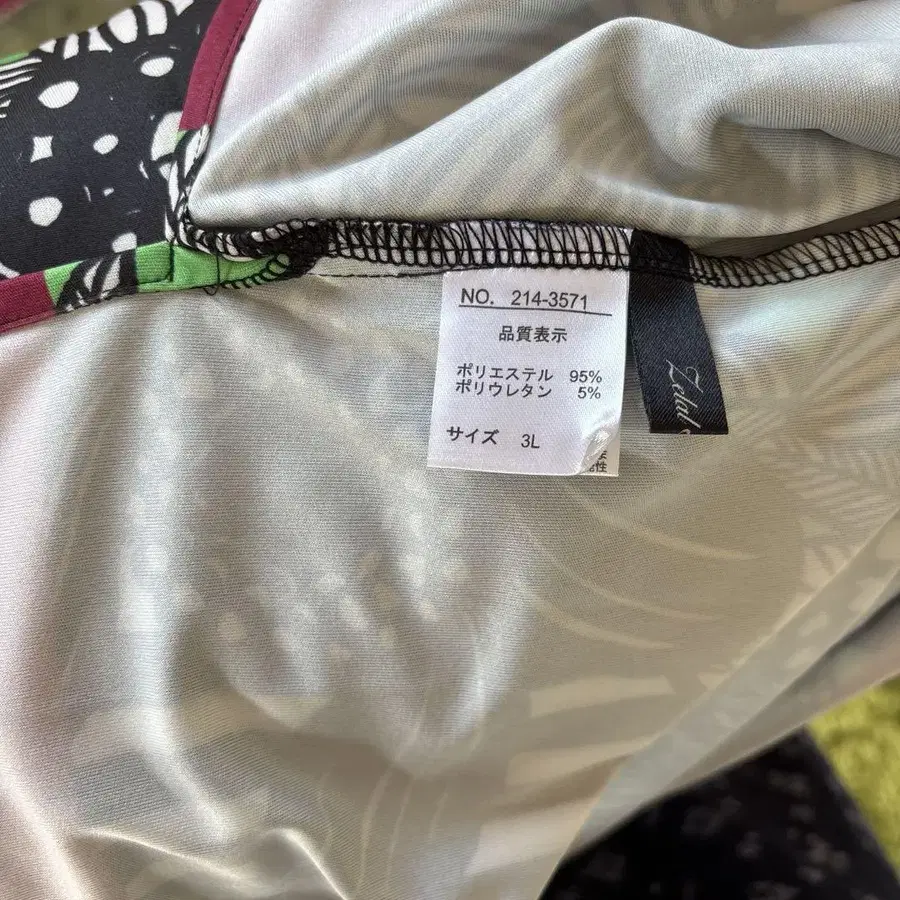 NO. 214-3571
品質表示
ポリエステル 95%
ポリウレタン 5%
サイズ 3L
性